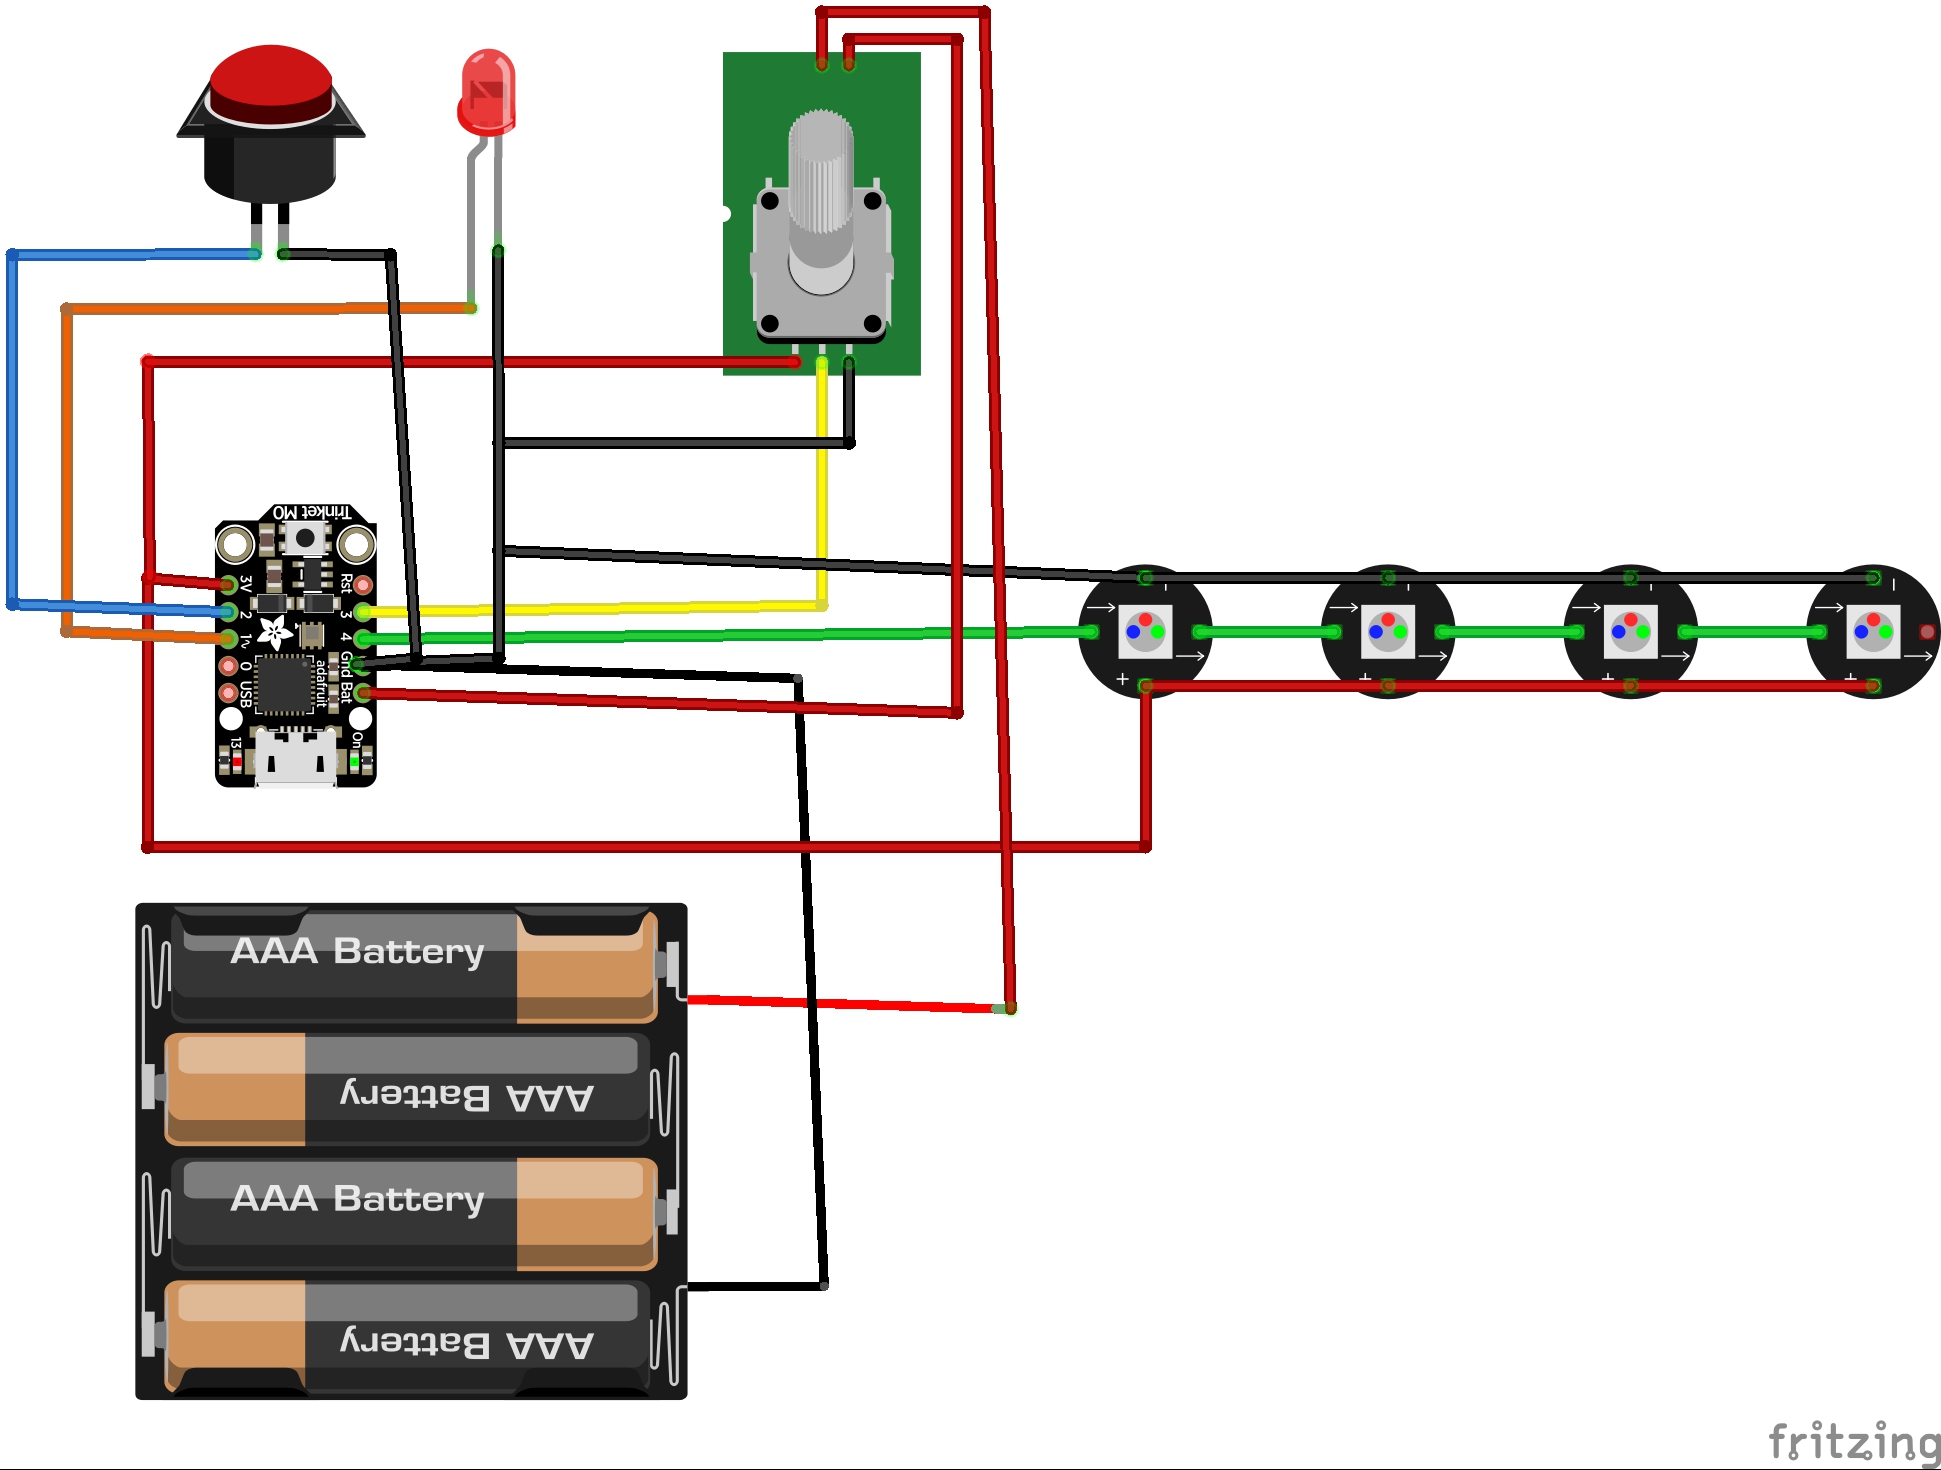 Trinket M0
3V
Rst
2
3
1~
4
0
Gnd
USB
Bat
adafruit
13
On
-
-
-
-
+
+
+
+
AAA Battery
AAA Battery
AAA Battery
AAA Battery
fritzing